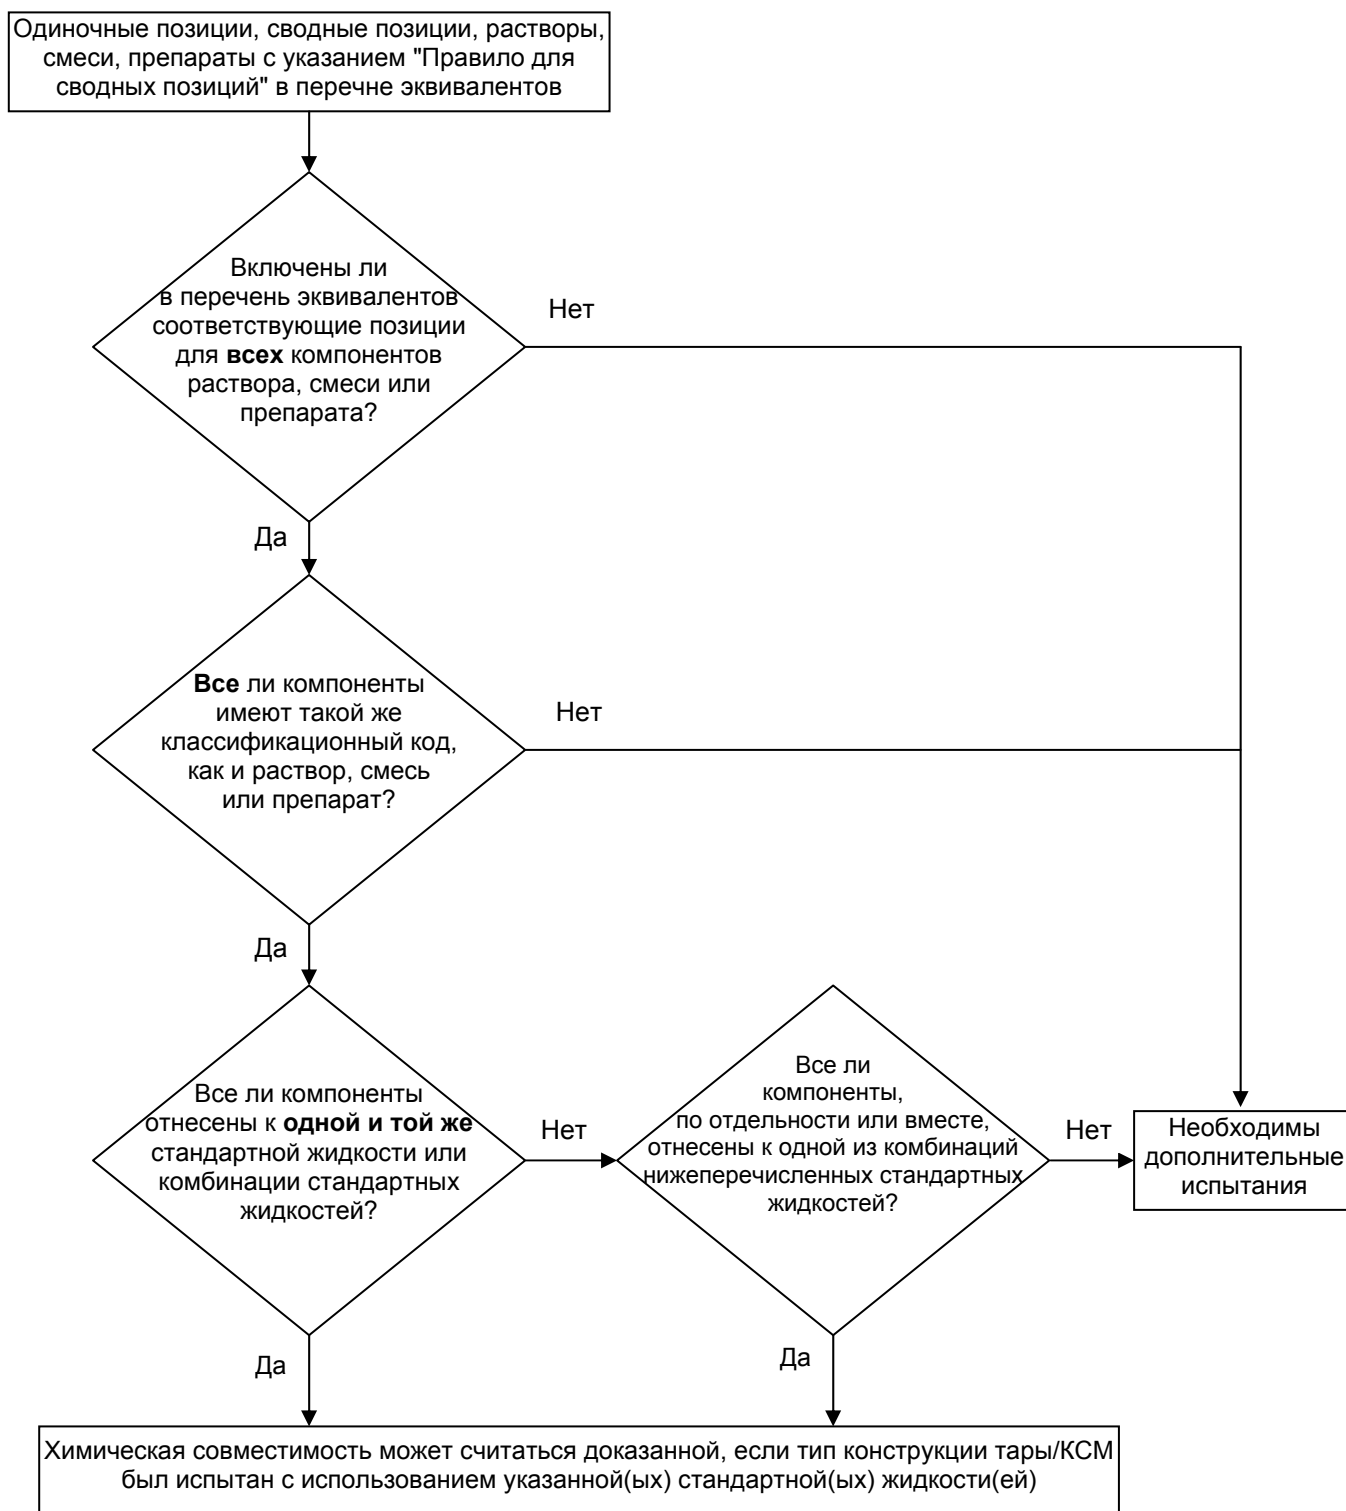 Одиночные позиции, сводные позиции, растворы,
смеси, препараты с указанием "Правило для
сводных позиций" в перечне эквивалентов
Включены ли
в перечень эквивалентов
соответствующие позиции
для всех компонентов
раствора, смеси или
препарата?
Нет
Да
Все ли компоненты
имеют такой же
классификационный код,
как и раствор, смесь
или препарат?
Нет
Да
Все ли компоненты
отнесены к одной и той же
стандартной жидкости или
комбинации стандартных
жидкостей?
Нет
Все ли
компоненты,
по отдельности или вместе,
отнесены к одной из комбинаций
нижеперечисленных стандартных
жидкостей?
Нет
Необходимы
дополнительные
испытания
Да
Да
Химическая совместимость может считаться доказанной, если тип конструкции тары/КСМ
был испытан с использованием указанной(ых) стандартной(ых) жидкости(ей)